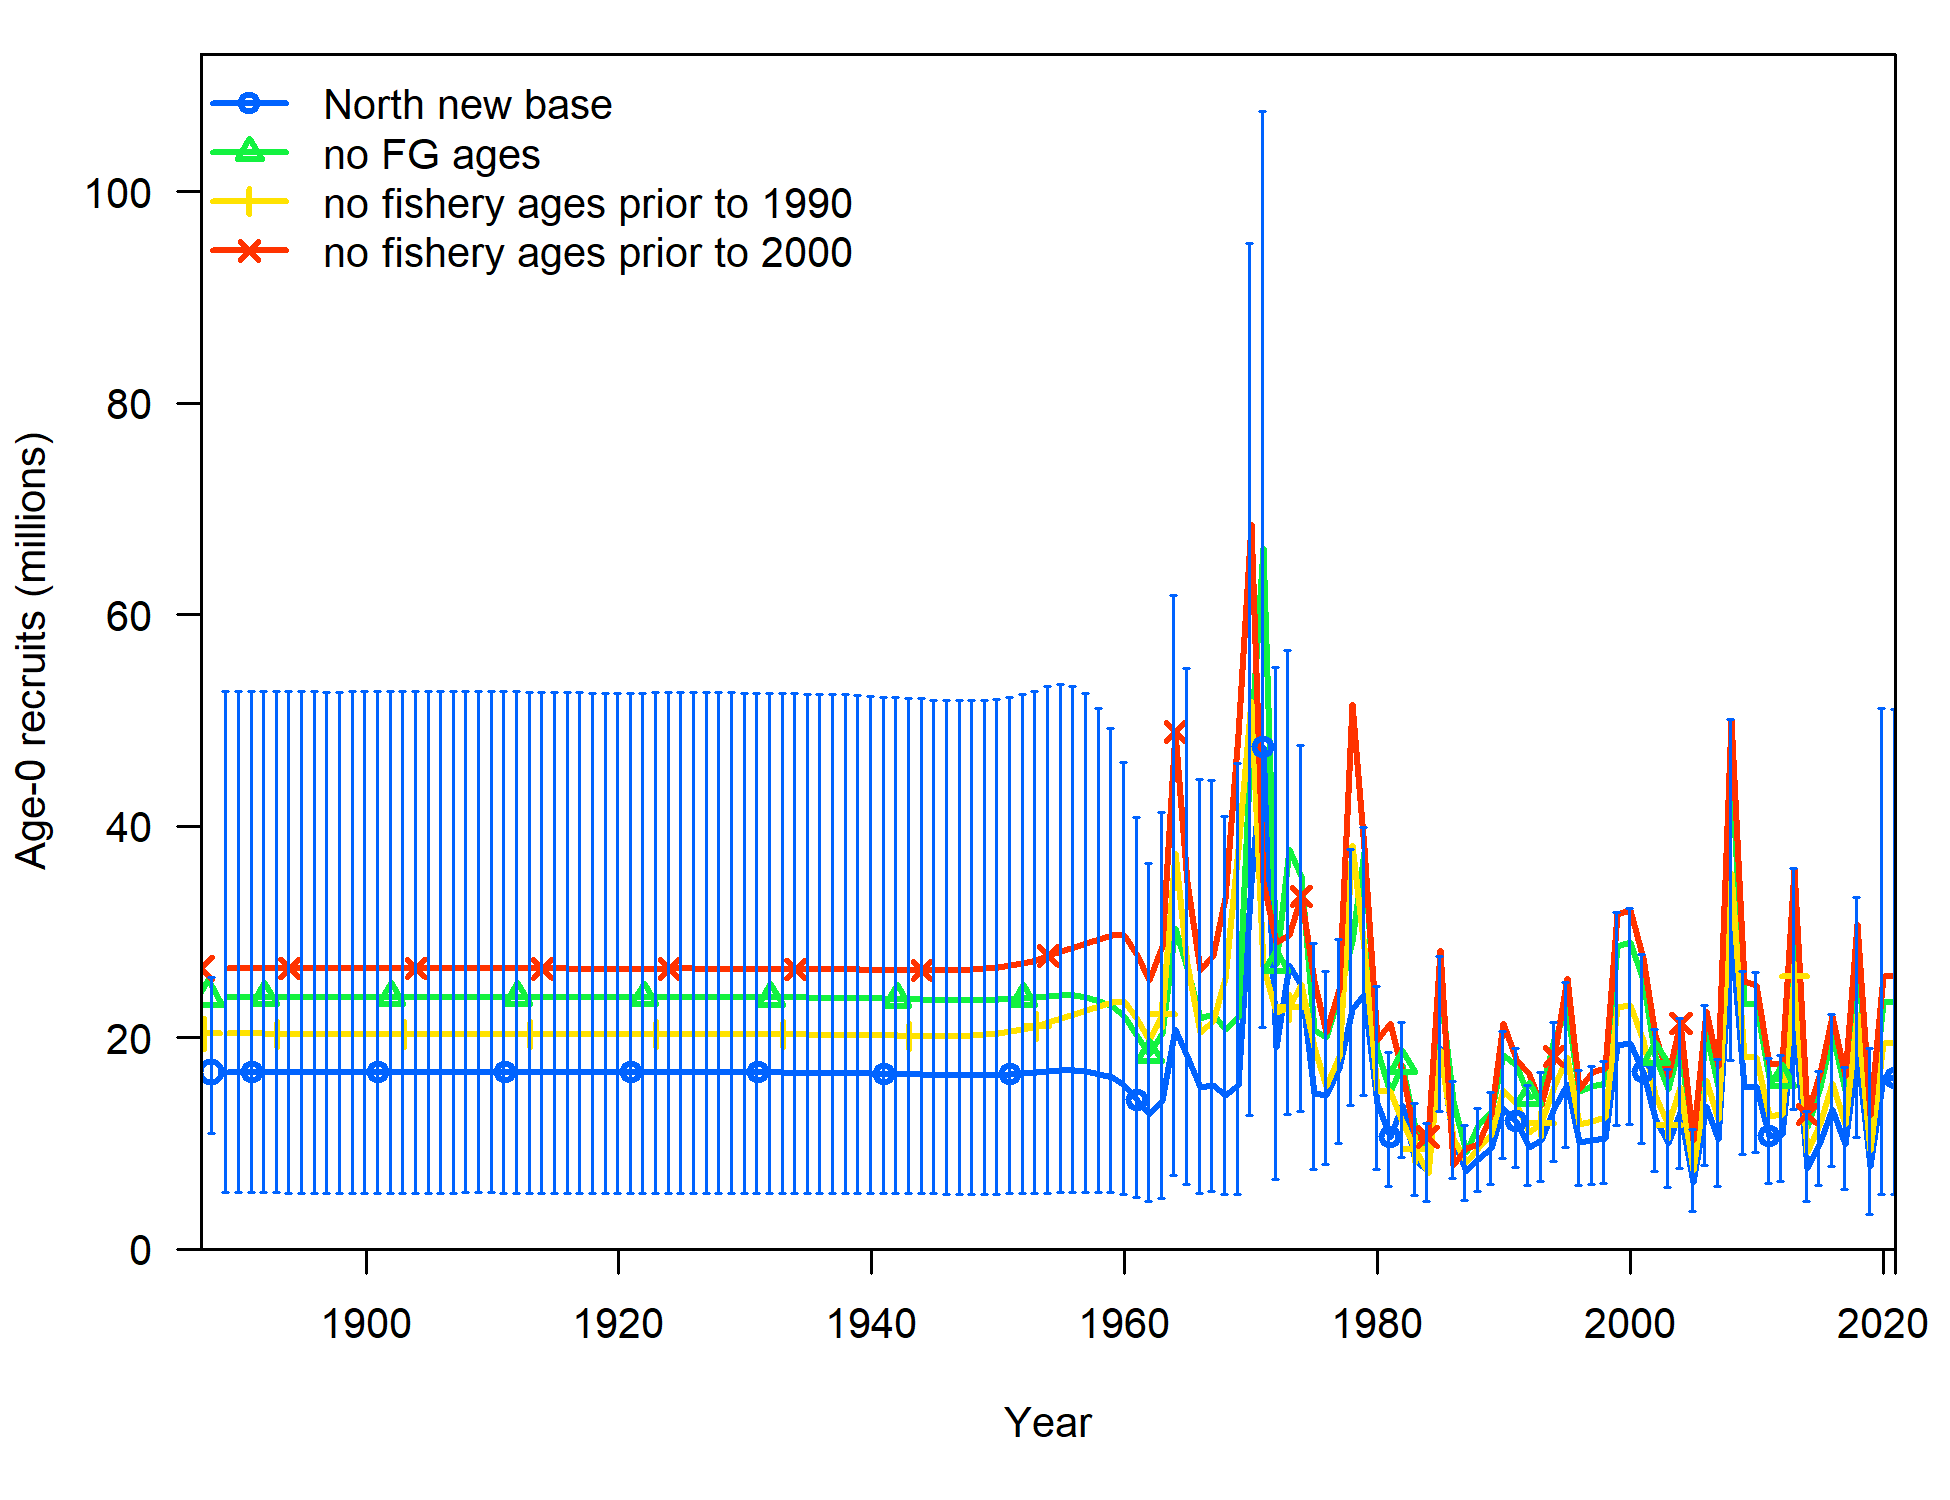 North new base
no FG ages
no fishery ages prior to 1990
no fishery ages prior to 2000
100
80
60
40
20
0
Age-0 recruits (millions)
1900 1920 1940 1960 1980 2000 2020
Year